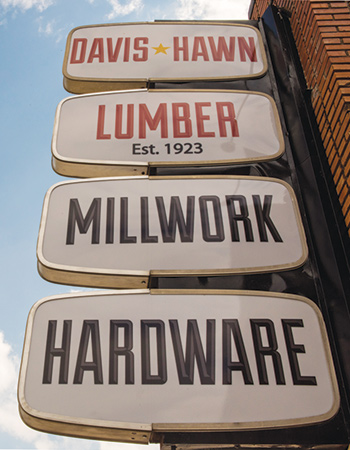 DAVIS★HAWN
LUMBER
Est. 1923
MILLWORK
HARDWARE